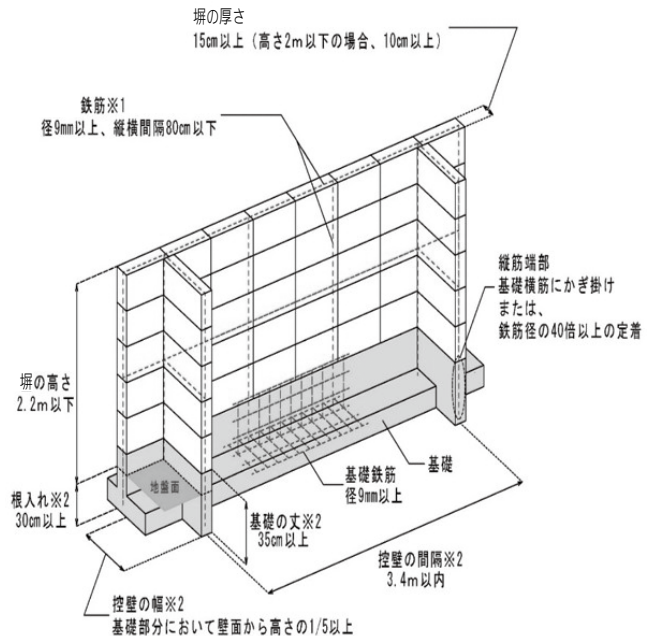 塀の厚さ
15cm以上（高さ2m以下の場合、10cm以上）
鉄筋※1
径9mm以上、縦横間隔80cm以下
縦筋端部
基礎横筋にかぎ掛け
または、
鉄筋径の40倍以上の定着
塀の高さ
2.2m以下
地盤面
根入れ※2
30cm以上
基礎
基礎鉄筋
径9mm以上
基礎の丈※2
35cm以上
控壁の間隔※2
3.4m以内
控壁の幅※2
基礎部分において壁面から高さの1/5以上